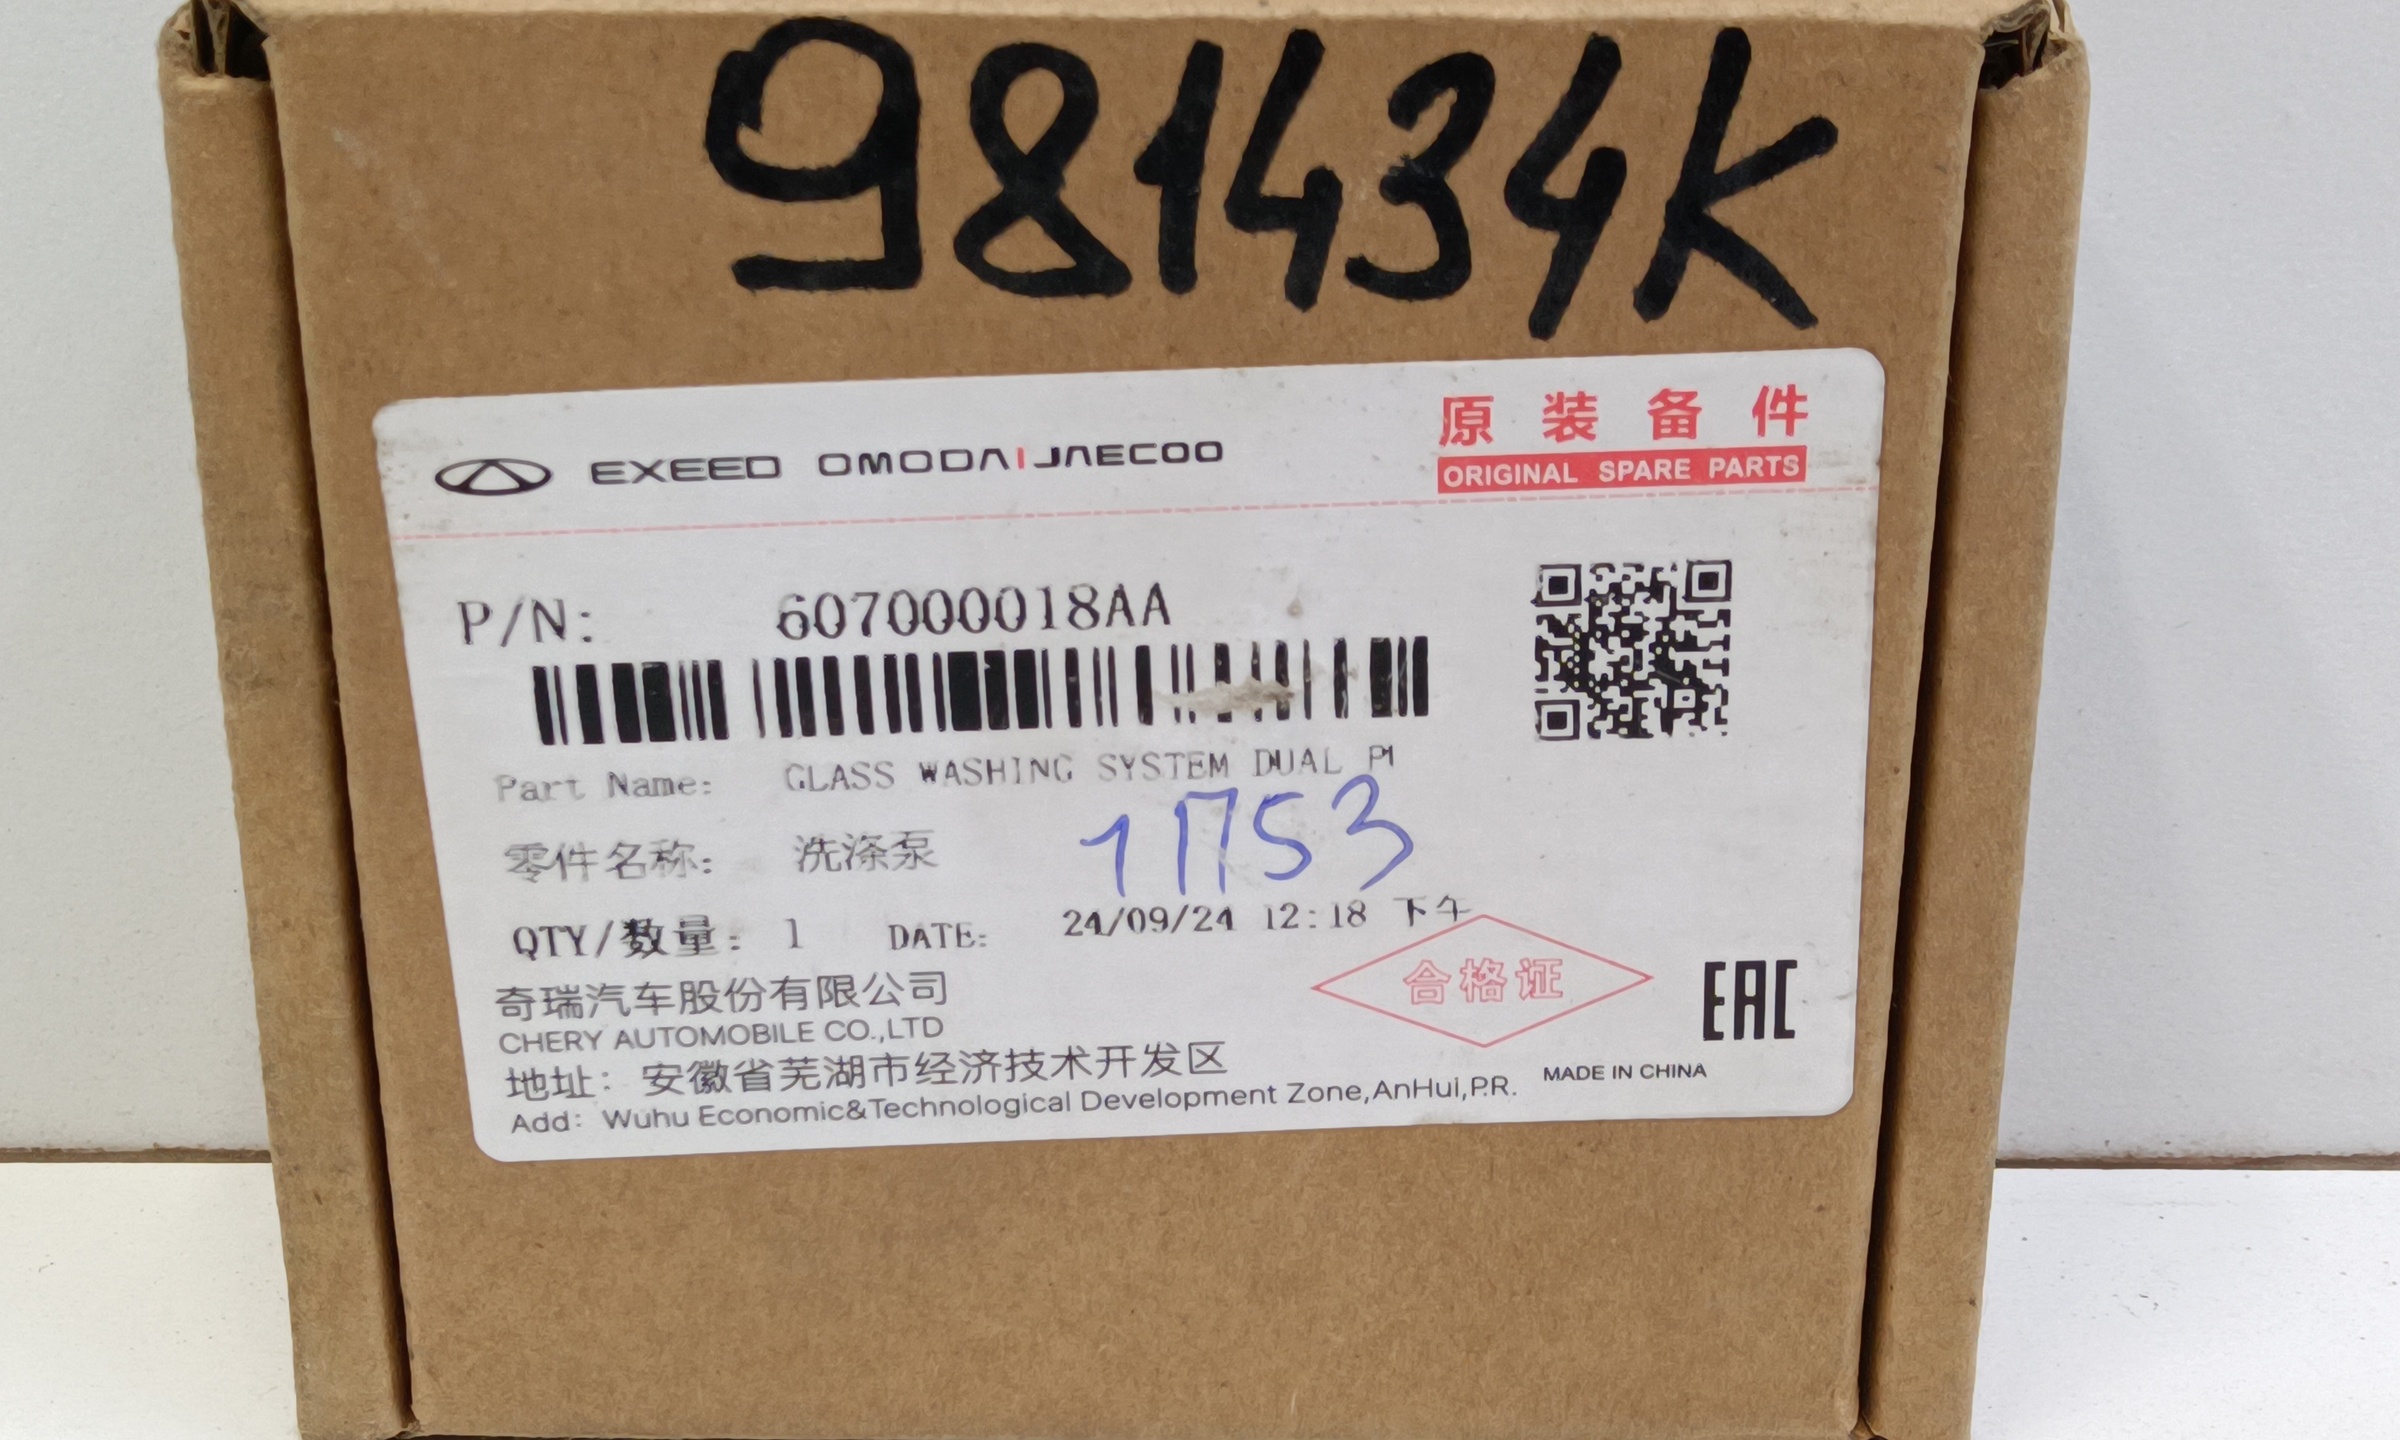 981434K
EXEED OMODA|JAECOO
原装备件
ORIGINAL SPARE PARTS
P/N: 607000018AA
Part Name: GLASS WASHING SYSTEM DUAL
零件名称: 洗涤泵
QTY/数量: 1 DATE: 24/09/24 12:18 下午
奇瑞汽车股份有限公司
CHERY AUTOMOBILE CO.,LTD
合格证
EAC
地址: 安徽省芜湖市经济技术开发区
Add: Wuhu Economic&Technological Development Zone,AnHui,P.R.
MADE IN CHINA